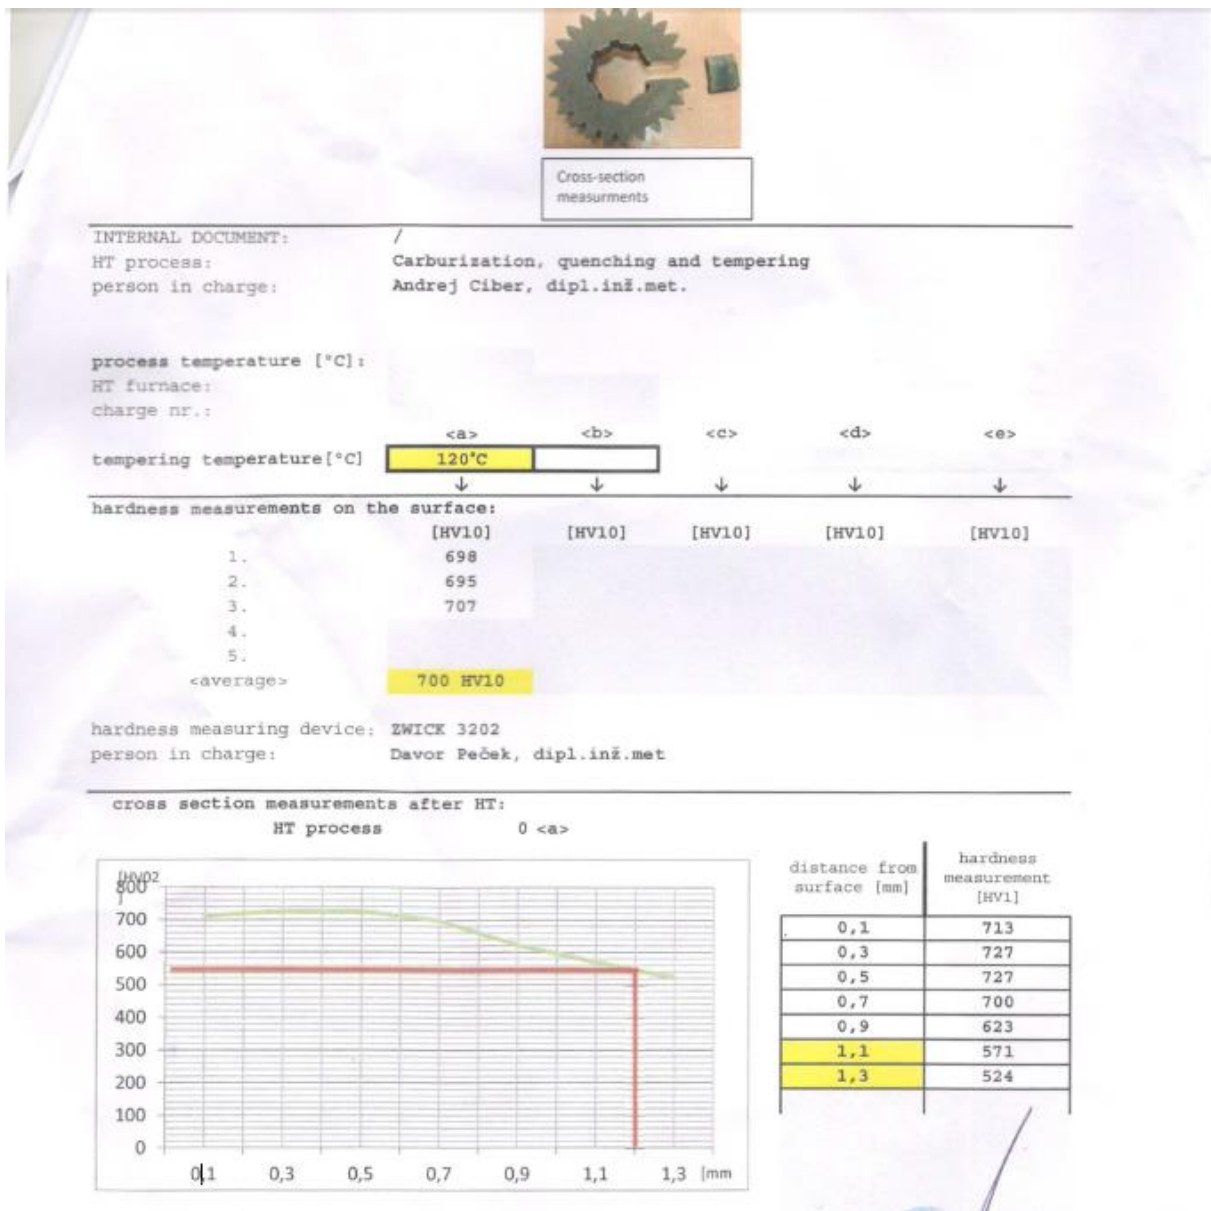 Cross-section
measurments
INTERNAL DOCUMENT: /
HT process: Carburization, quenching and tempering
person in charge: Andrej Ciber, dipl.inž.met.
process temperature [°C]:
HT furnace:
charge nr.:
<a> <b> <c> <d> <e>
tempering temperature[°C] 120°C
↓ ↓ ↓ ↓ ↓
hardness measurements on the surface:
[HV10] [HV10] [HV10] [HV10] [HV10]
1. 698
2. 695
3. 707
4.
5.
<average> 700 HV10
hardness measuring device: ZWICK 3202
person in charge: Davor Peček, dipl.inž.met
cross section measurements after HT:
HT process 0 <a>
[HV02
]
800
700
600
500
400
300
200
100
0
0,1 0,3 0,5 0,7 0,9 1,1 1,3 [mm
distance from surface [mm] hardness measurement [HV1]
0,1 713
0,3 727
0,5 727
0,7 700
0,9 623
1,1 571
1,3 524